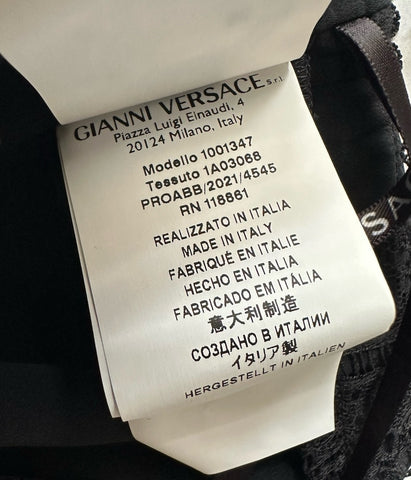 GIANNI VERSACE S.r.l.
Piazza Luigi Einaudi, 4
20124 Milano, Italy
Modello 1001347
Tessuto 1A03068
PROABB/2021/4545
RN 118861
REALIZZATO IN ITALIA
MADE IN ITALY
FABRIQUÉ EN ITALIE
HECHO EN ITALIA
FABRICADO EM ITÁLIA
意大利制造
СОЗДАНО В ИТАЛИИ
イタリア製
HERGESTELLT IN ITALIEN
SA